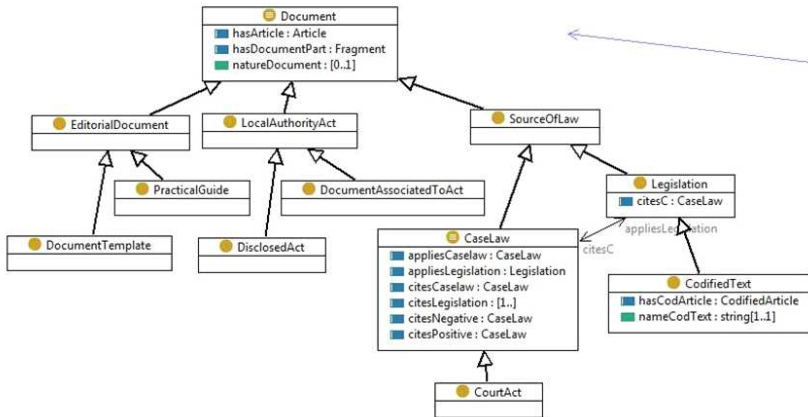 Document
hasArticle : Article
hasDocumentPart : Fragment
natureDocument : [0..1]
EditorialDocument
LocalAuthorityAct
SourceOfLaw
PracticalGuide
DocumentAssociatedToAct
Legislation
citesC : CaseLaw
appliesLegislation
citesC
DocumentTemplate
DisclosedAct
CaseLaw
appliesCaselaw : CaseLaw
appliesLegislation : Legislation
citesCaselaw : CaseLaw
citesLegislation : [1..]
citesNegative : CaseLaw
citesPositive : CaseLaw
CodifiedText
hasCodArticle : CodifiedArticle
nameCodText : string[1..1]
CourtAct